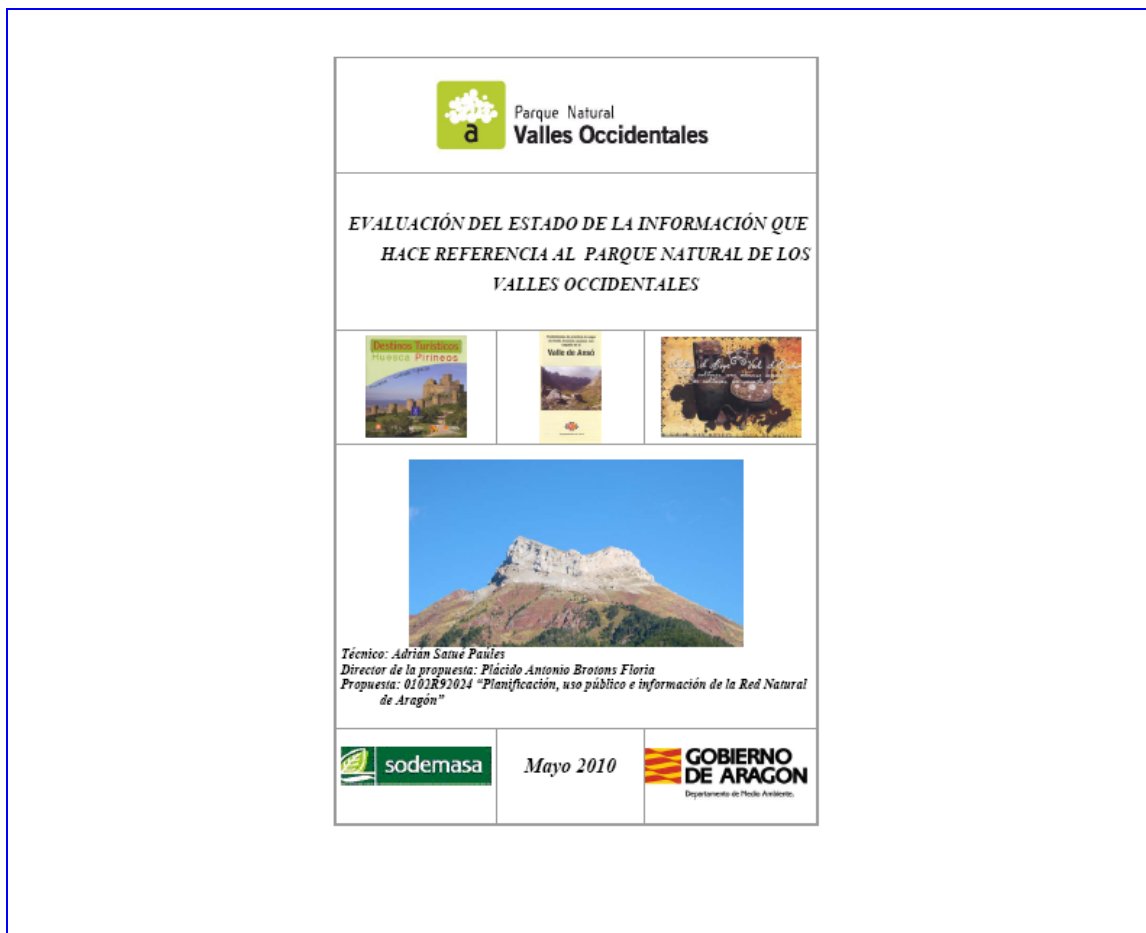 a
Parque Natural
Valles Occidentales
EVALUACIÓN DEL ESTADO DE LA INFORMACIÓN QUE
HACE REFERENCIA AL PARQUE NATURAL DE LOS
VALLES OCCIDENTALES
Destinos Turísticos
Huesca Pirineos
Valle de Ansó
Técnico: Adrián Satué Paúles
Director de la propuesta: Plácido Antonio Brotons Floria
Propuesta: 0102R92024 “Planificación, uso público e información de la Red Natural
de Aragón”
sodemasa
Mayo 2010
GOBIERNO
DE ARAGON
Departamento de Medio Ambiente.